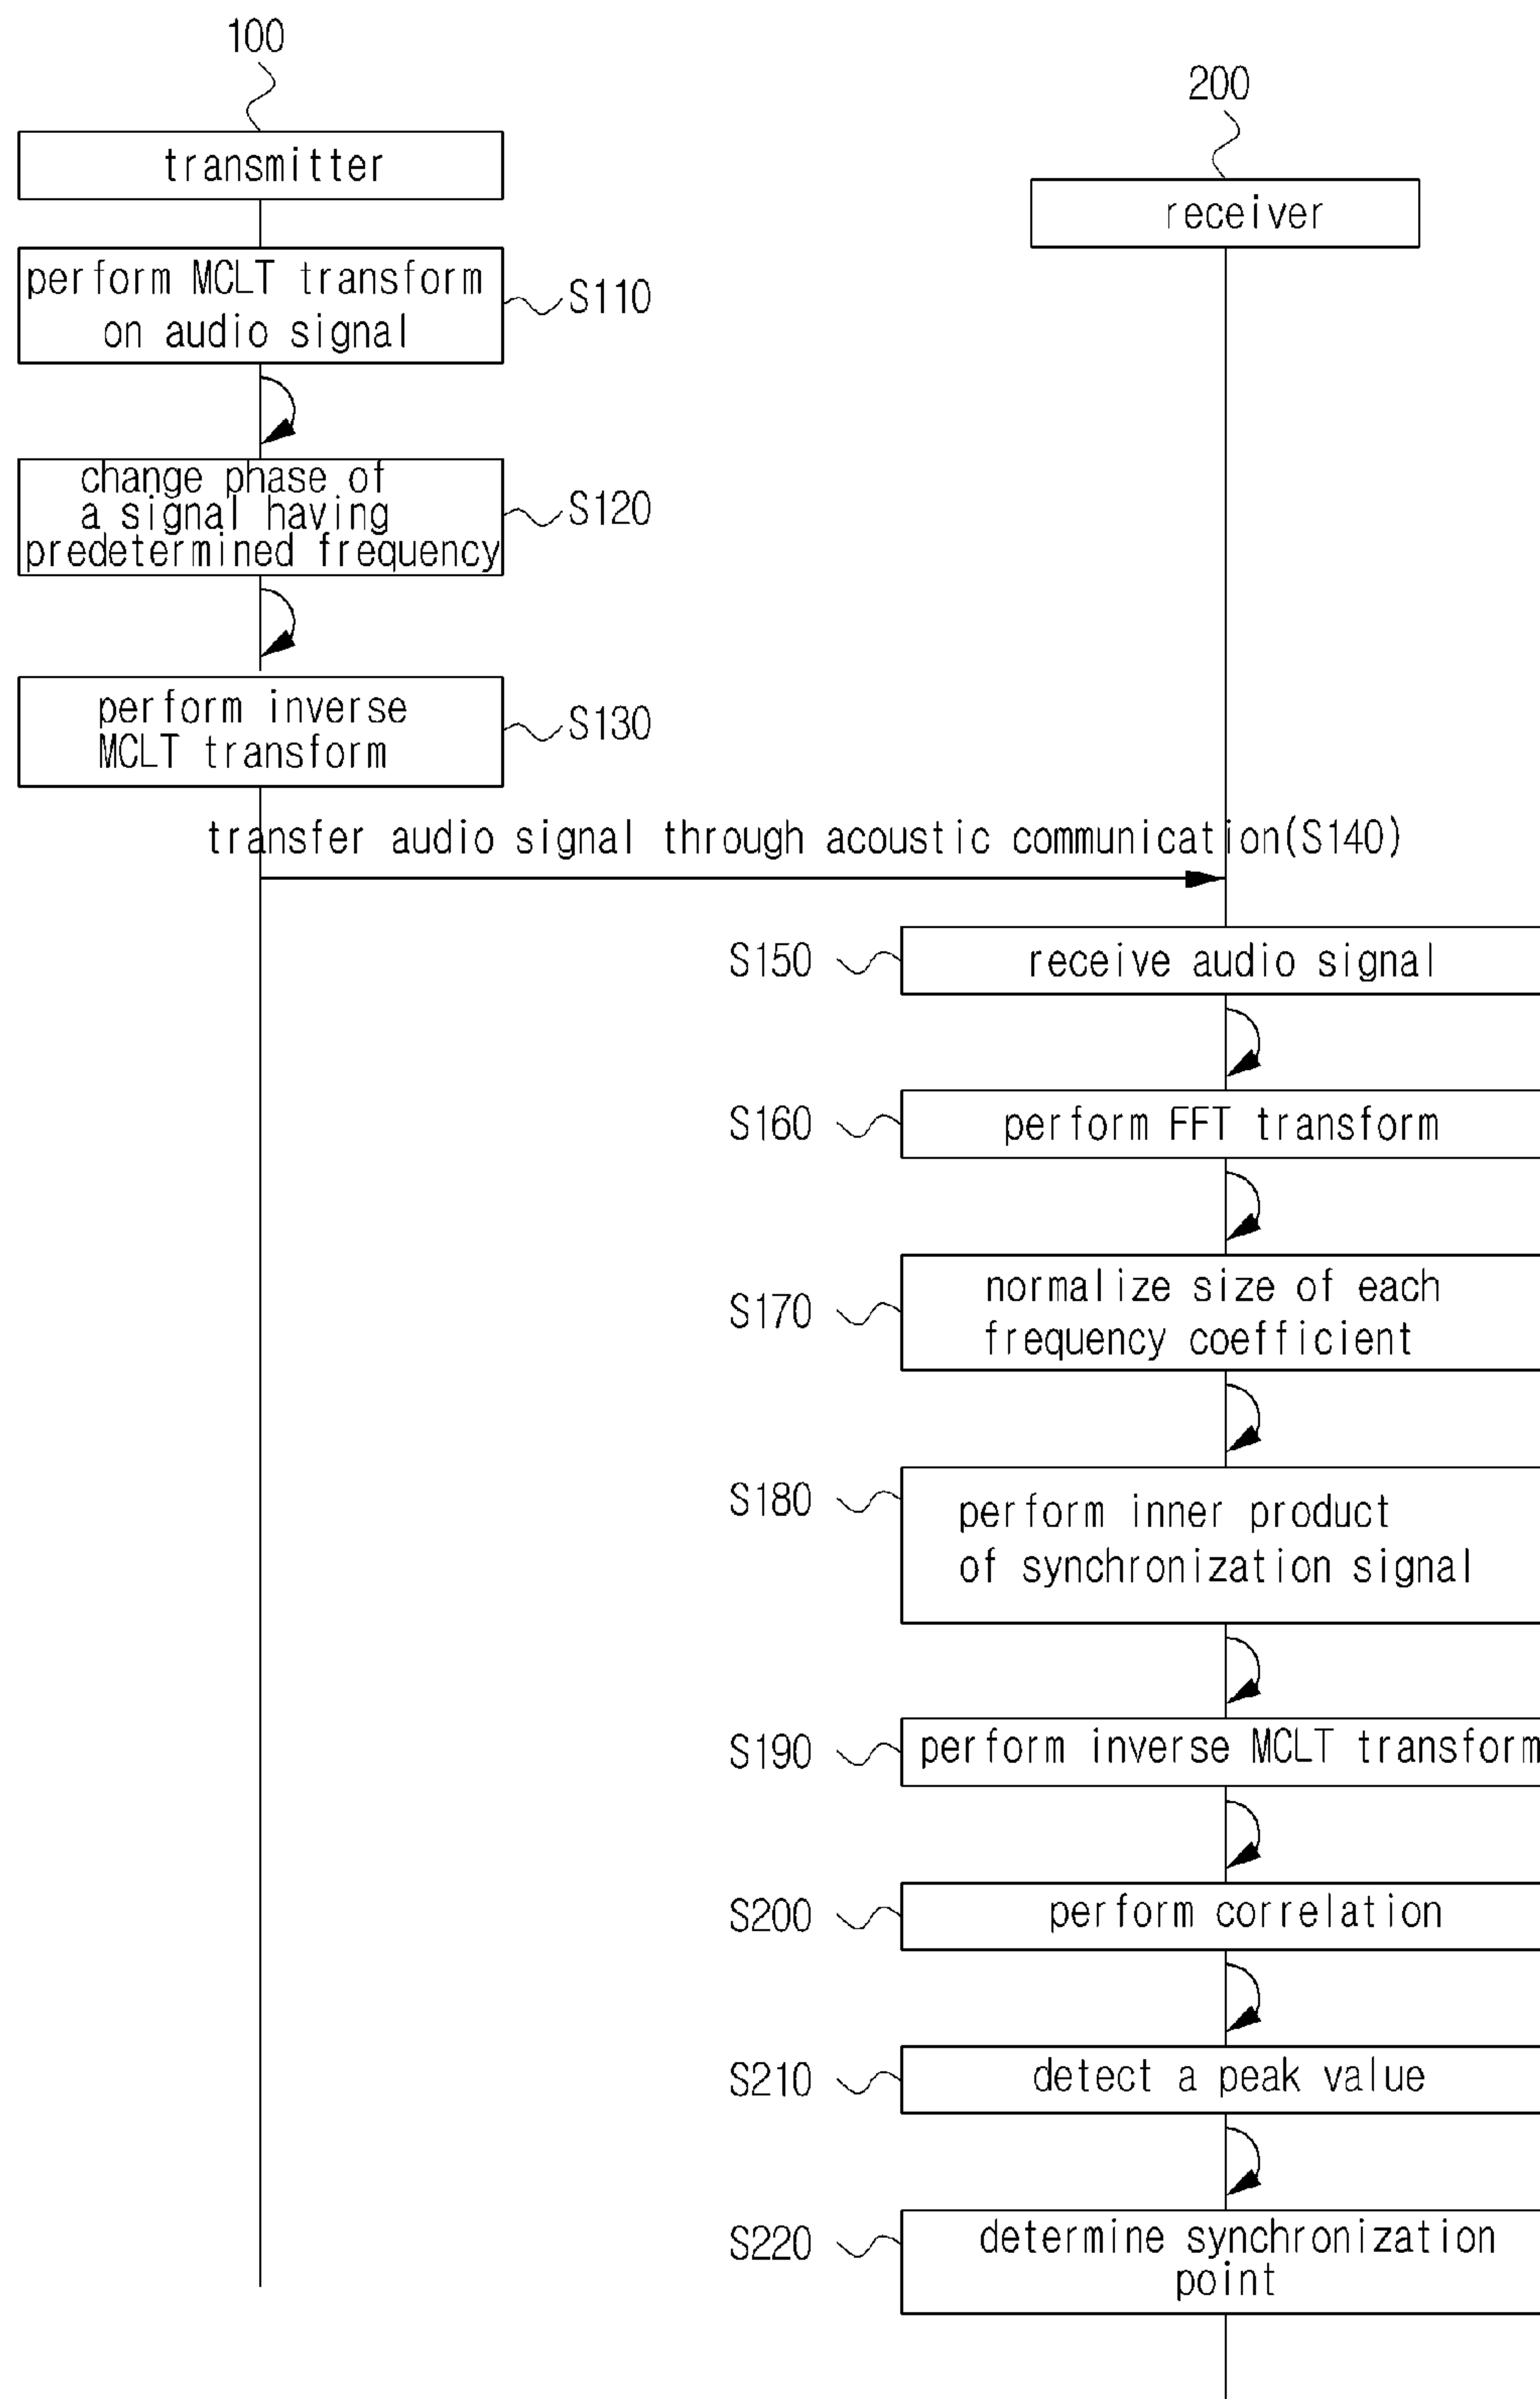 100
200
transmitter
receiver
perform MCLT transform
on audio signal
S110
change phase of
a signal having
predetermined frequency
S120
perform inverse
MCLT transform
S130
transfer audio signal through acoustic communication(S140)
S150
receive audio signal
S160
perform FFT transform
S170
normalize size of each
frequency coefficient
S180
perform inner product
of synchronization signal
S190
perform inverse MCLT transform
S200
perform correlation
S210
detect a peak value
S220
determine synchronization
point